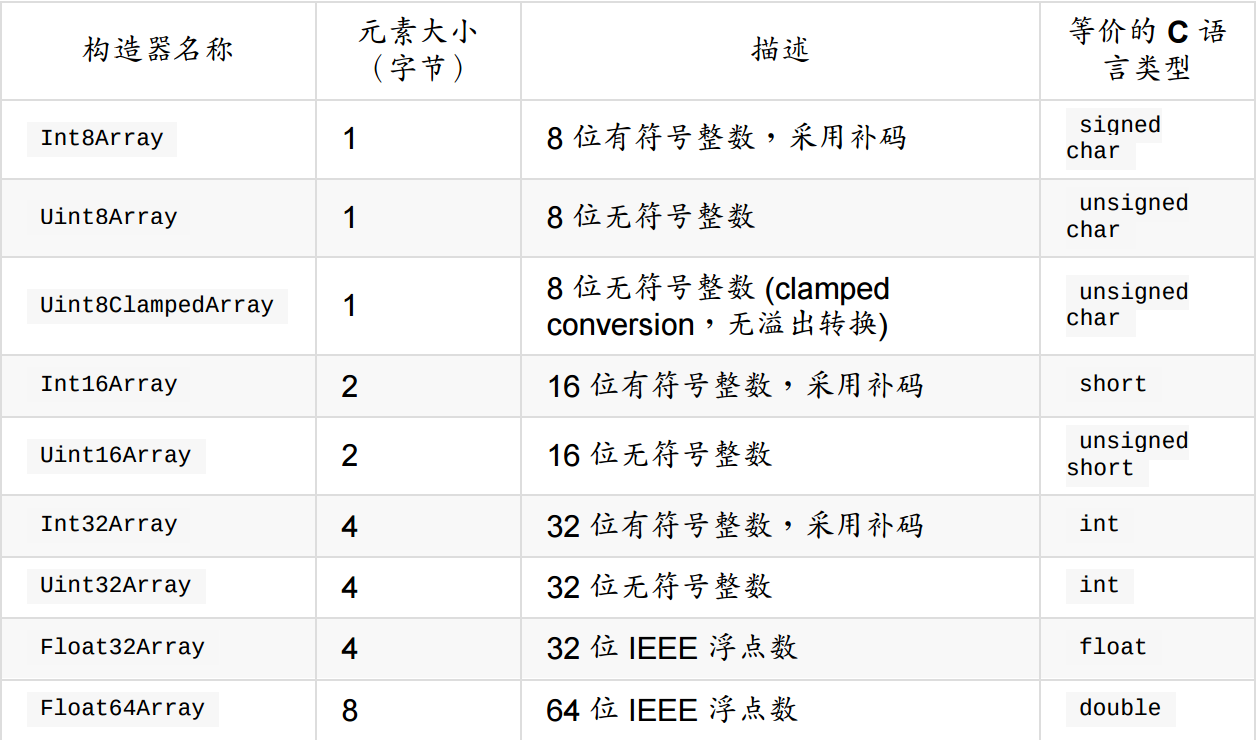 构造器名称 元素大小（字节） 描述 等价的 C 语言类型
Int8Array 1 8 位有符号整数，采用补码 signed char
Uint8Array 1 8 位无符号整数 unsigned char
Uint8ClampedArray 1 8 位无符号整数 (clamped conversion，无溢出转换) unsigned char
Int16Array 2 16 位有符号整数，采用补码 short
Uint16Array 2 16 位无符号整数 unsigned short
Int32Array 4 32 位有符号整数，采用补码 int
Uint32Array 4 32 位无符号整数 int
Float32Array 4 32 位 IEEE 浮点数 float
Float64Array 8 64 位 IEEE 浮点数 double